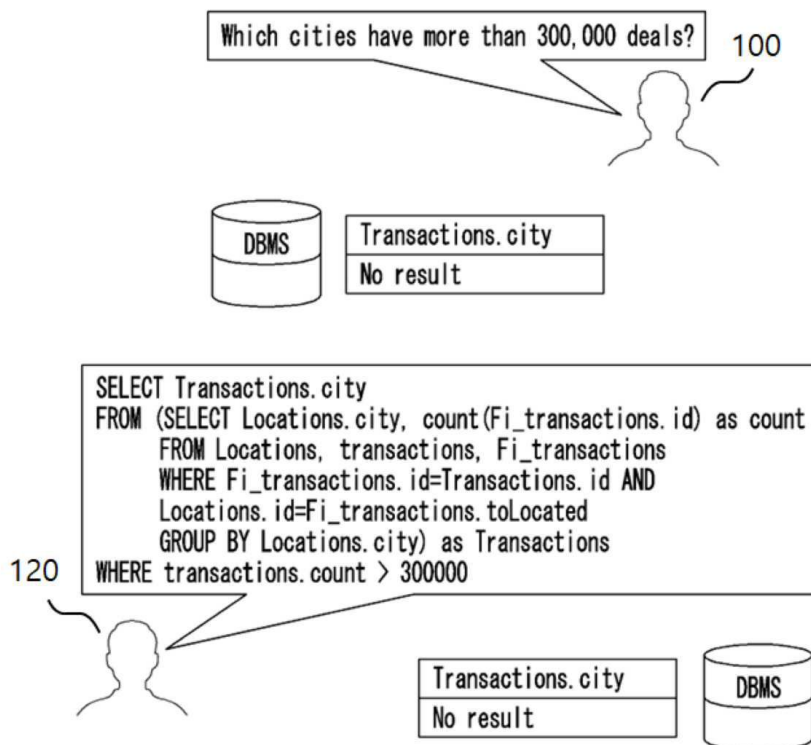 Which cities have more than 300,000 deals?
100
DBMS
Transactions.city
No result
SELECT Transactions.city
FROM (SELECT Locations.city, count(Fi_transactions.id) as count
FROM Locations, transactions, Fi_transactions
WHERE Fi_transactions.id=Transactions.id AND
Locations.id=Fi_transactions.toLocated
GROUP BY Locations.city) as Transactions
WHERE transactions.count > 300000
120
Transactions.city
No result
DBMS